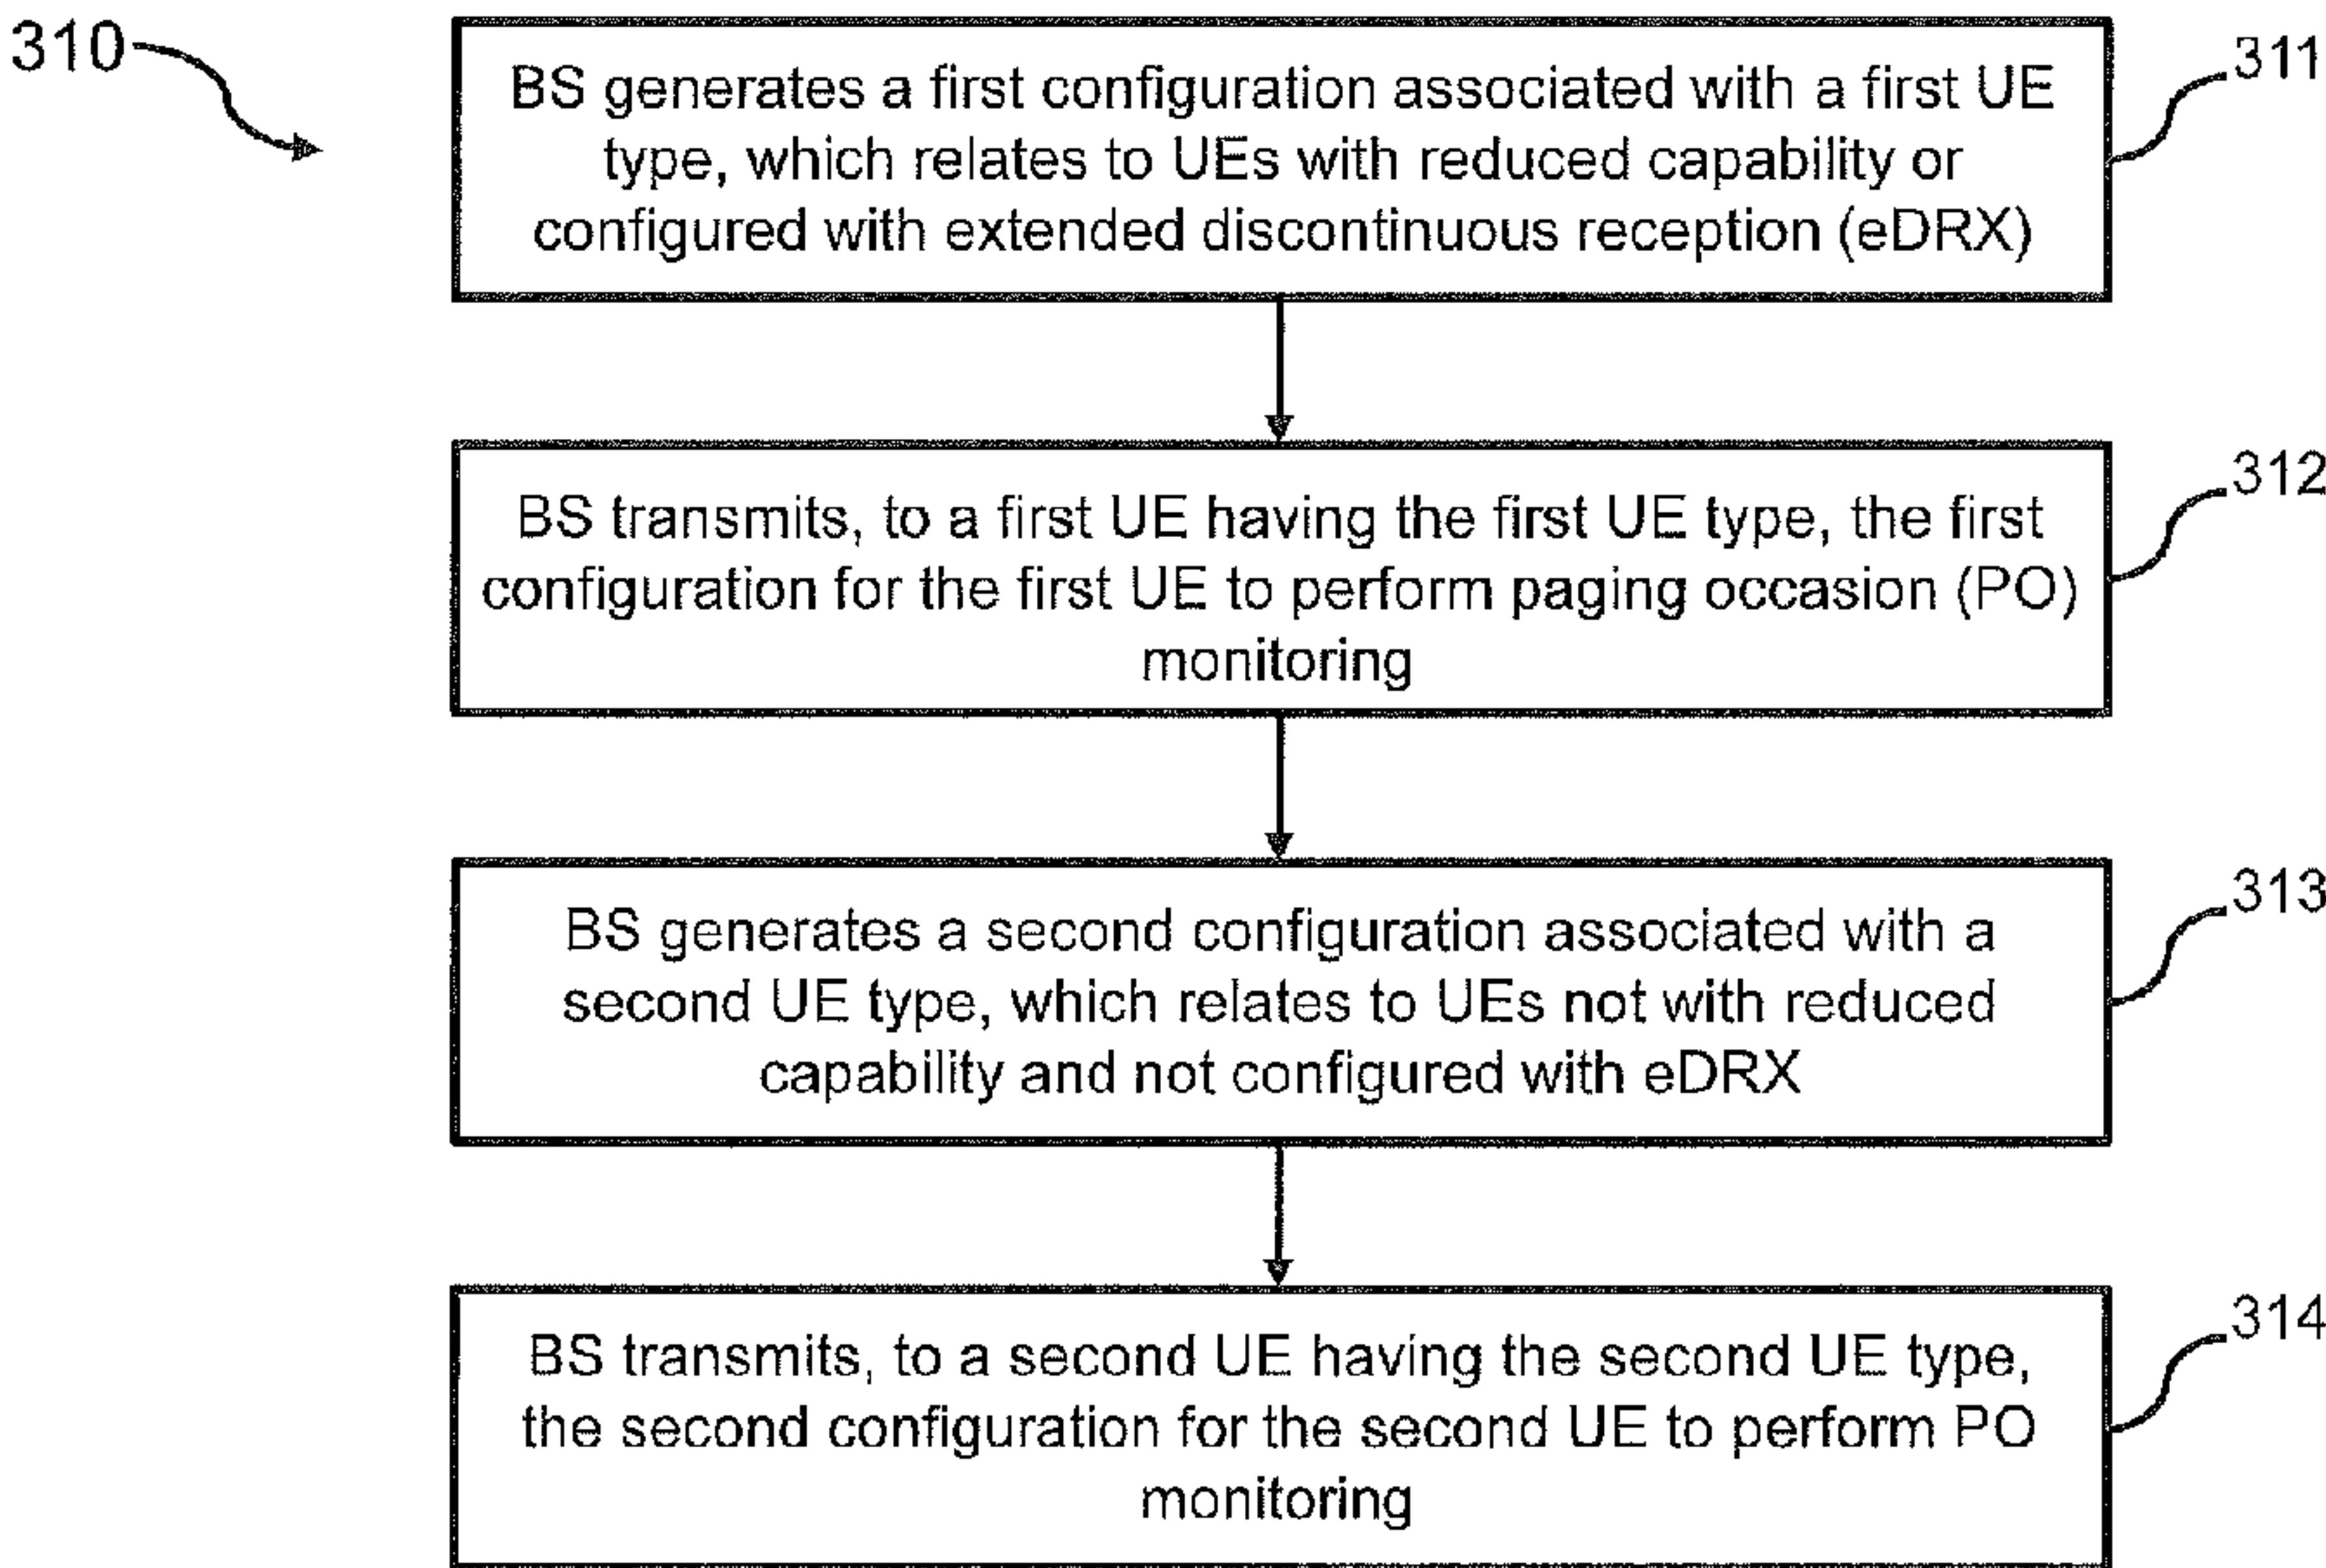 310
311
BS generates a first configuration associated with a first UE
type, which relates to UEs with reduced capability or
configured with extended discontinuous reception (eDRX)
312
BS transmits, to a first UE having the first UE type, the first
configuration for the first UE to perform paging occasion (PO)
monitoring
313
BS generates a second configuration associated with a
second UE type, which relates to UEs not with reduced
capability and not configured with eDRX
314
BS transmits, to a second UE having the second UE type,
the second configuration for the second UE to perform PO
monitoring